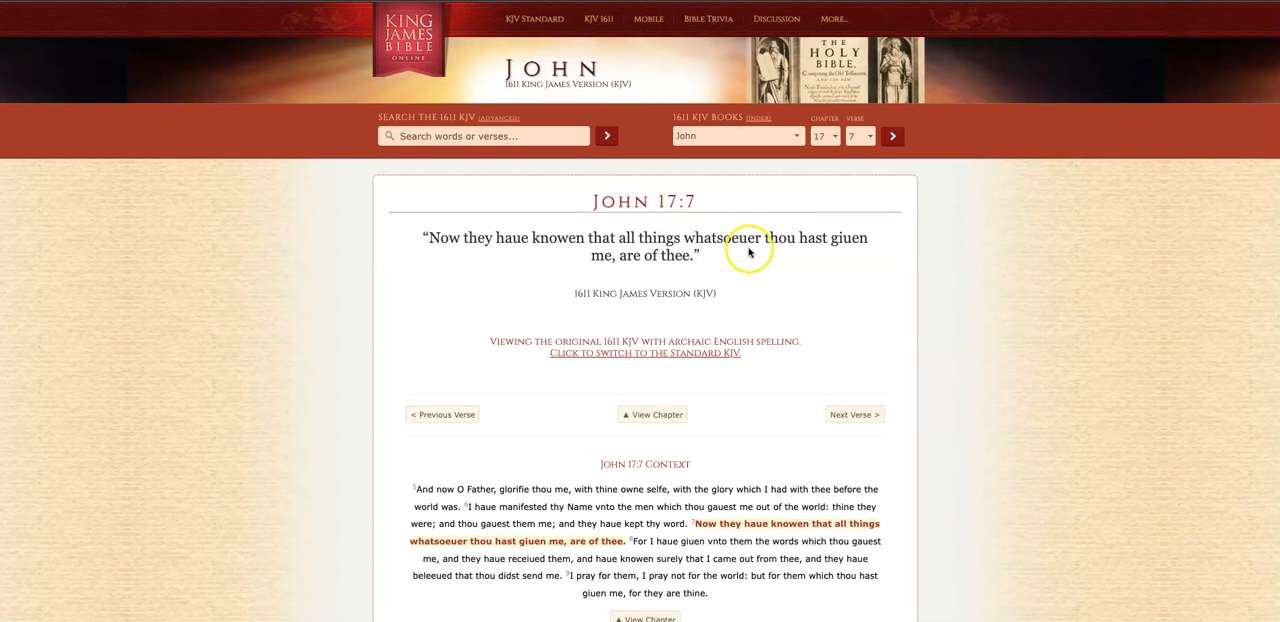 KJV Standard KJV 1611 Mobile Bible Trivia Discussion More...
KING
JAMES
BIBLE
ONLINE
John
1611 King James Version (KJV)
THE
HOLY
BIBLE,
Search the 1611 KJV [Advanced]
1611 KJV Books [Index] Chapter Verse
Search words or verses...
John 17 7
John 17:7
“Now they haue knowen that all things whatsoeuer thou hast giuen
me, are of thee.”
1611 King James Version (KJV)
Viewing the original 1611 KJV with archaic English spelling.
Click to switch to the Standard KJV.
< Previous Verse ▲ View Chapter Next Verse >
John 17:7 Context
5And now O Father, glorifie thou me, with thine owne selfe, with the glory which I had with thee before the
world was. 6I haue manifested thy Name vnto the men which thou gauest me out of the world: thine they
were; and thou gauest them me; and they haue kept thy word. 7Now they haue knowen that all things
whatsoeuer thou hast giuen me, are of thee. 8For I haue giuen vnto them the words which thou gauest
me, and they haue receiued them, and haue knowen surely that I came out from thee, and they haue
beleeued that thou didst send me. 9I pray for them, I pray not for the world: but for them which thou hast
giuen me, for they are thine.
▲ View Chapter